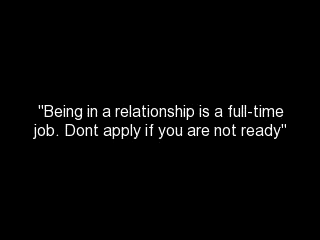 "Being in a relationship is a full-time
job. Dont apply if you are not ready"